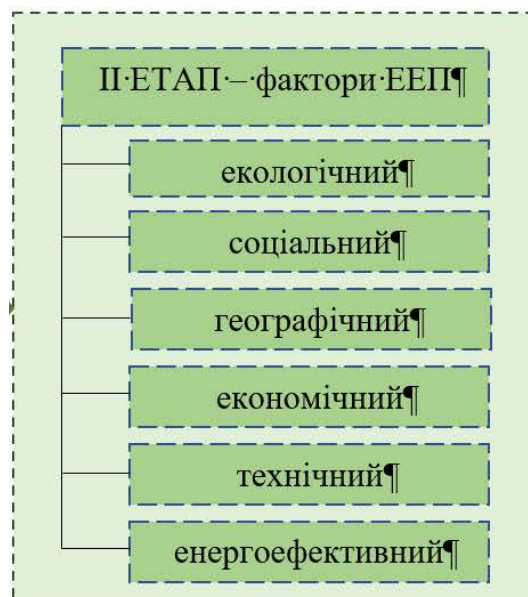 ІІ·ЕТАП·–·фактори·ЕЕП¶
екологічний¶
соціальний¶
географічний¶
економічний¶
технічний¶
енергоефективний¶